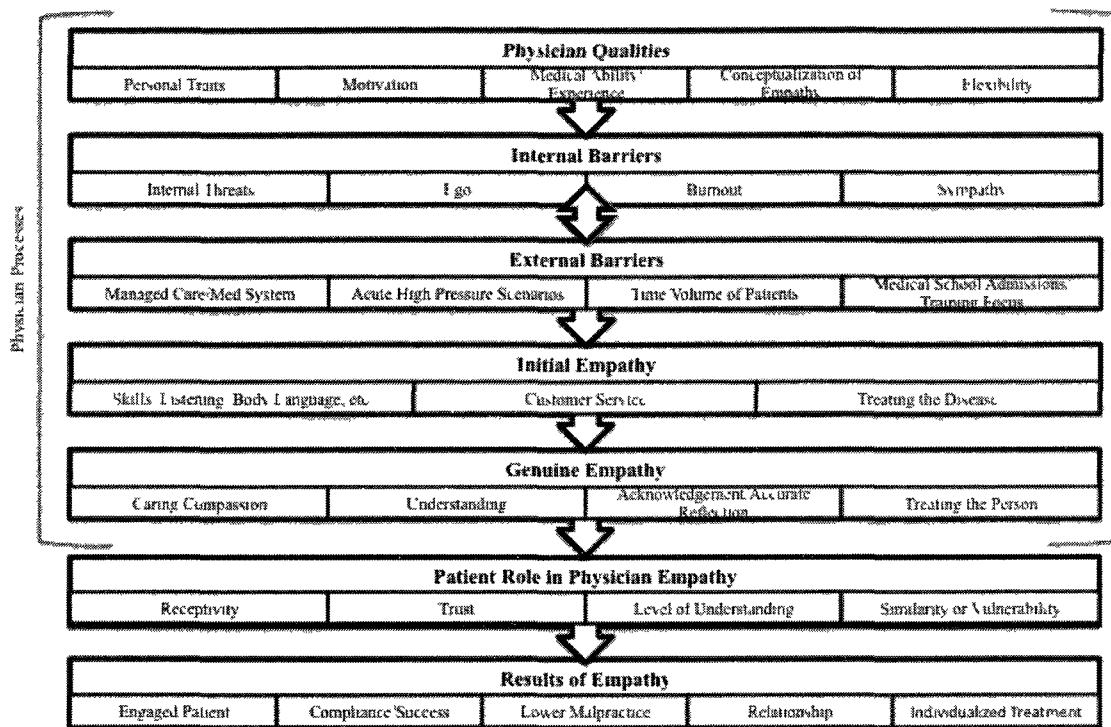 Physician Processes
Physician Qualities
Personal Traits
Motivation
Medical Ability/
Experience
Conceptualization of
Empathy
Flexibility
Internal Barriers
Internal Threats
Ego
Burnout
Sympathy
External Barriers
Managed Care/Med System
Acute High Pressure Scenarios
Time Volume of Patients
Medical School Admissions/
Training Focus
Initial Empathy
Skills Listening Body Language, etc
Customer Service
Treating the Disease
Genuine Empathy
Caring Compassion
Understanding
Acknowledgement Accurate
Reflection
Treating the Person
Patient Role in Physician Empathy
Receptivity
Trust
Level of Understanding
Similarity or Vulnerability
Results of Empathy
Engaged Patient
Compliance/Success
Lower Malpractice
Relationship
Individualized Treatment